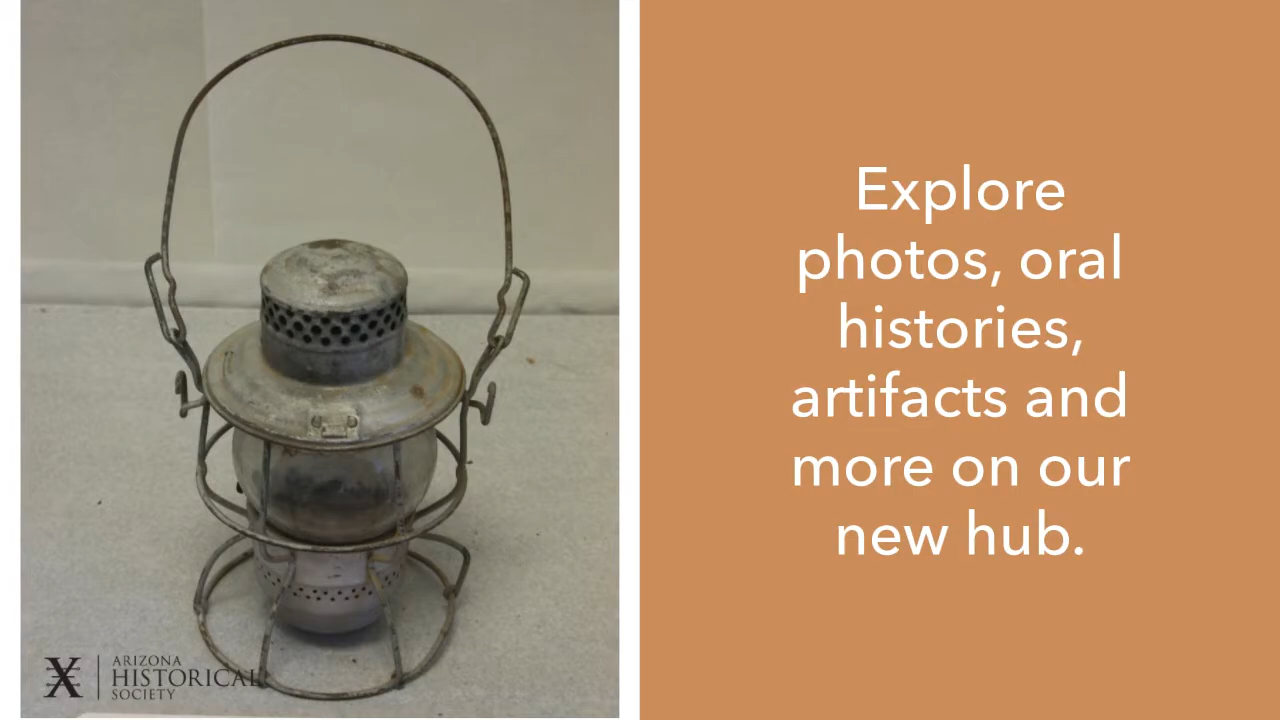 Explore
photos, oral
histories,
artifacts and
more on our
new hub.
ARIZONA
HISTORICAL
SOCIETY